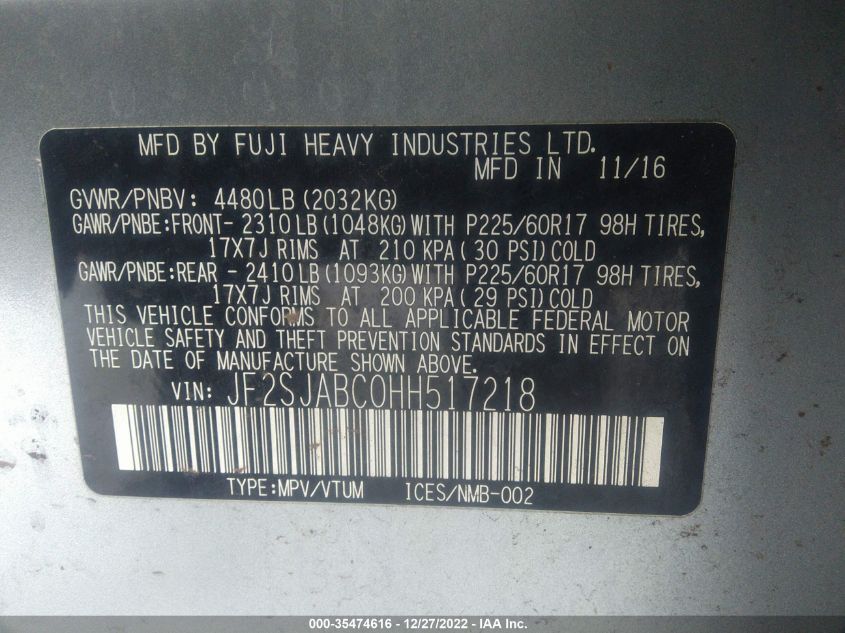 MFD BY FUJI HEAVY INDUSTRIES LTD.
MFD IN 11/16
GVWR/PNBV: 4480LB (2032KG)
GAWR/PNBE:FRONT- 2310LB (1048KG) WITH P225/60R17 98H TIRES,
17X7J RIMS AT 210 KPA ( 30 PSI) COLD
GAWR/PNBE:REAR - 2410LB (1093KG) WITH P225/60R17 98H TIRES,
17X7J RIMS AT 200 KPA ( 29 PSI) COLD
THIS VEHICLE CONFORMS TO ALL APPLICABLE FEDERAL MOTOR
VEHICLE SAFETY AND THEFT PREVENTION STANDARDS IN EFFECT ON
THE DATE OF MANUFACTURE SHOWN ABOVE.
VIN: JF2SJABC0HH517218
TYPE:MPV/VTUM ICES/NMB-002
000-35474616 - 12/27/2022 - IAA Inc.